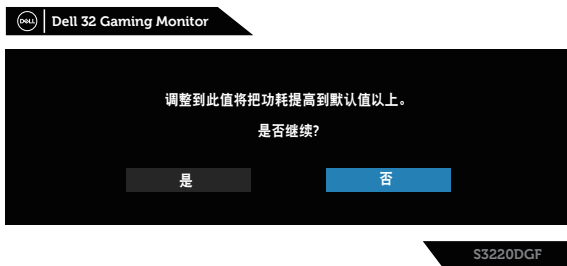 DELL
Dell 32 Gaming Monitor
调整到此值将把功耗提高到默认值以上。
是否继续?
是
否
S3220DGF